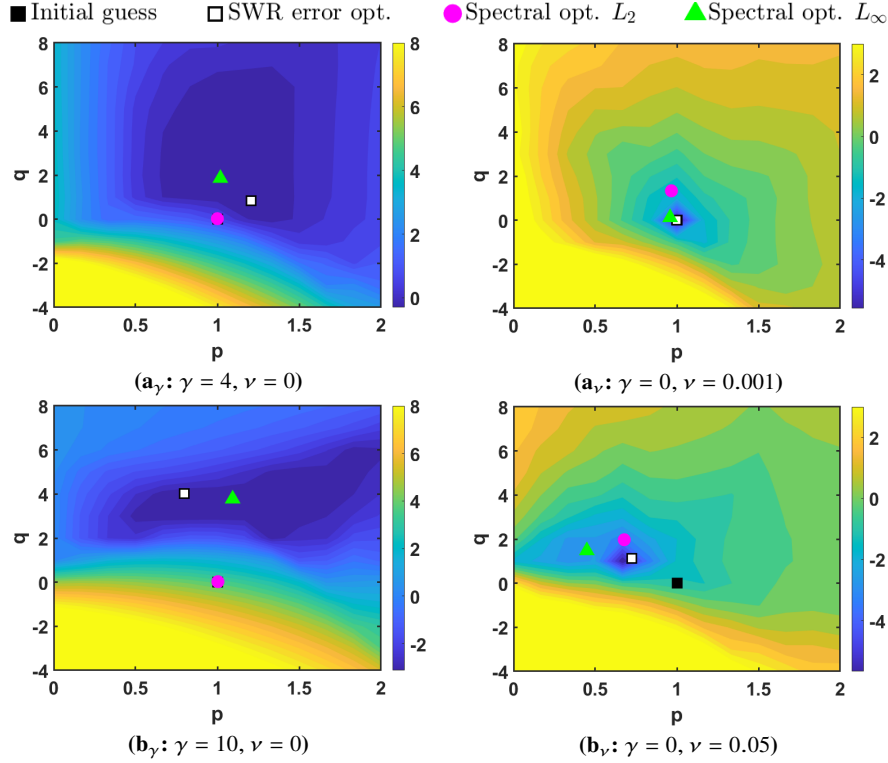 Initial guess SWR error opt. Spectral opt. L₂ Spectral opt. L∞
8 8
8 6 2
6 6
4 6 4 0
q 2 4 q 2 -2
0 2 0
-2 -2 -4
-4 0 -4
0 0.5 1 1.5 2 0 0.5 1 1.5 2
p p
(aγ: γ = 4, ν = 0) (aν: γ = 0, ν = 0.001)
8 8 8
6 6 6 2
4 4 4 0
q 2 2 q 2 -2
0 0 0
-2 -2 -2 -4
-4 -4
0 0.5 1 1.5 2 0 0.5 1 1.5 2
p p
(bγ: γ = 10, ν = 0) (bν: γ = 0, ν = 0.05)